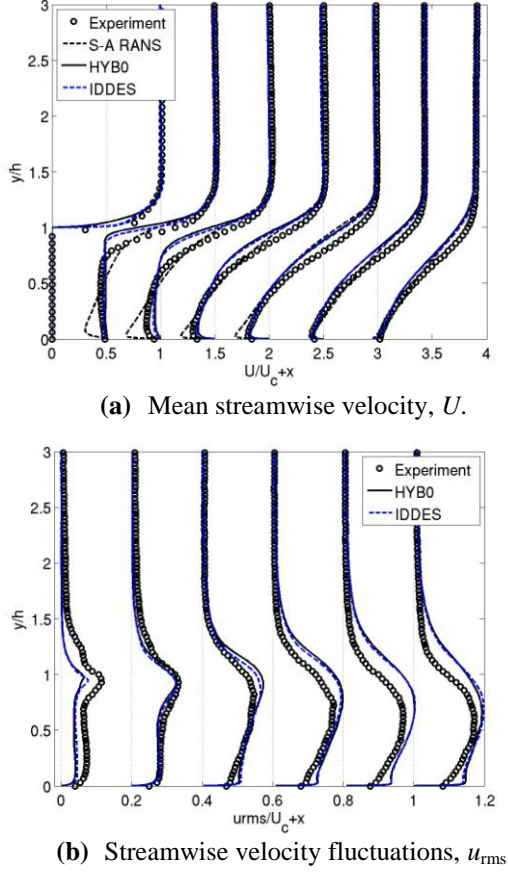 3
2.5
2
1.5
1
0.5
0
y/h
Experiment
S-A RANS
HYB0
IDDES
0 0.5 1 1.5 2 2.5 3 3.5 4
U/U_c+x
(a) Mean streamwise velocity, U.
3
2.5
2
1.5
1
0.5
0
y/h
Experiment
HYB0
IDDES
0 0.2 0.4 0.6 0.8 1 1.2
urms/U_c+x
(b) Streamwise velocity fluctuations, u_rms